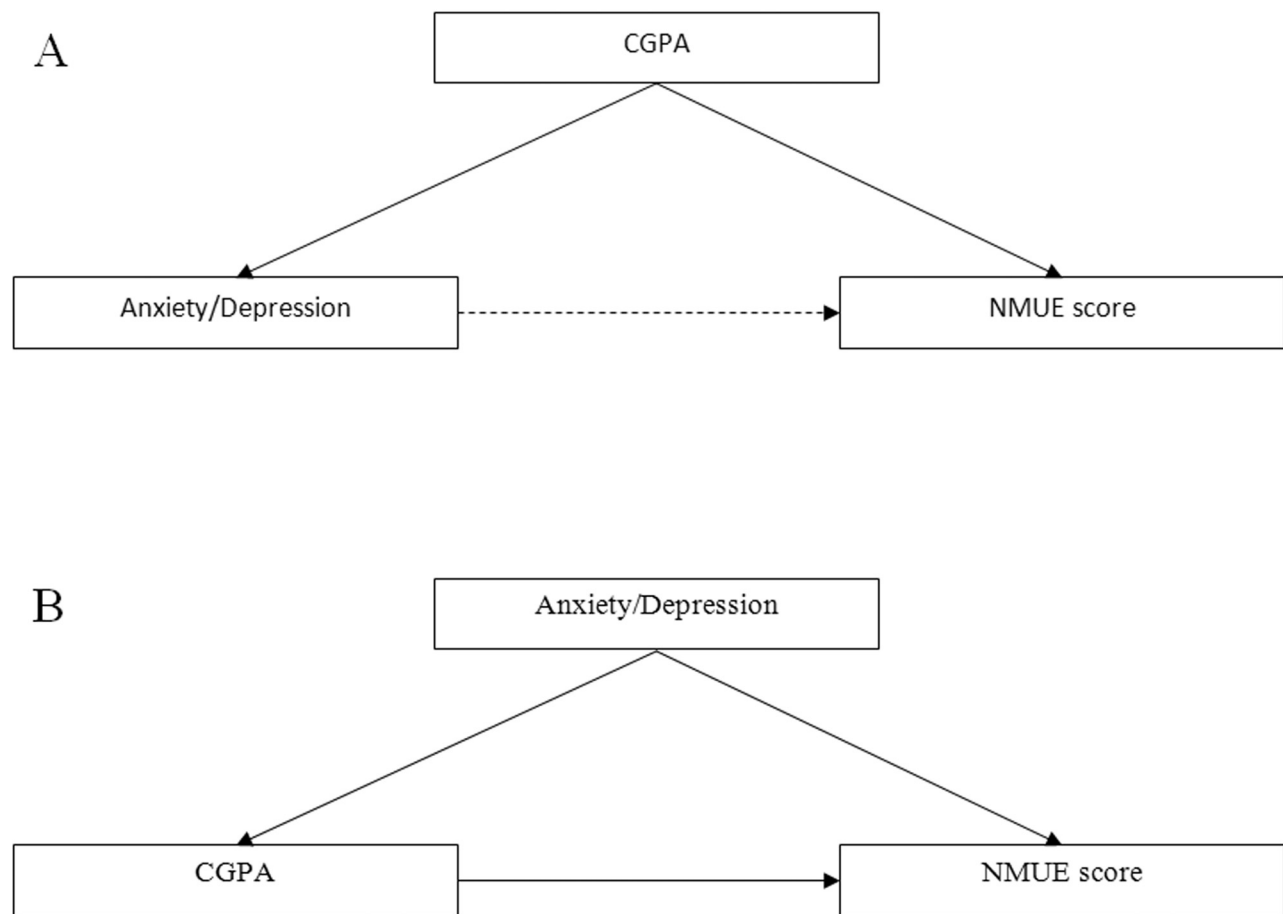 A
CGPA
Anxiety/Depression
NMUE score
B
Anxiety/Depression
CGPA
NMUE score